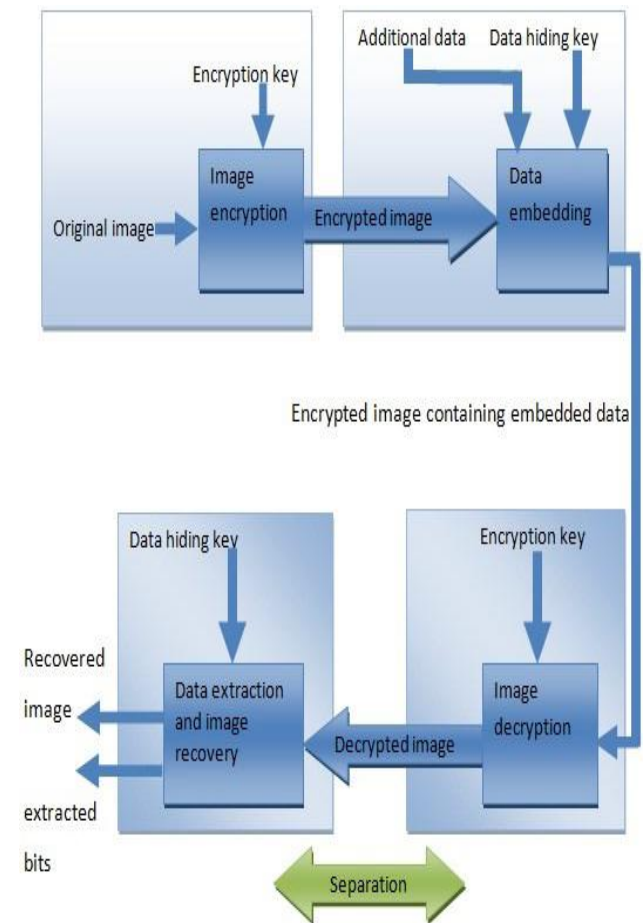 Additional data
Data hiding key
Encryption key
Image
encryption
Data
embedding
Original image
Encrypted image
Encrypted image containing embedded data
Data hiding key
Encryption key
Recovered
image
Data extraction
and image
recovery
Decrypted image
Image
decryption
extracted
bits
Separation